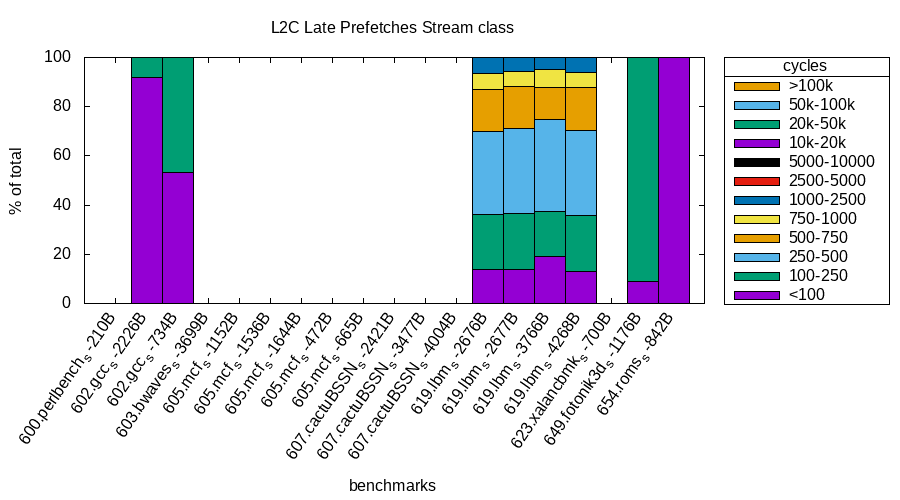 L2C Late Prefetches Stream class
% of total
100
80
60
40
20
0
600.perlbench_s -210B
602.gcc_s -2226B
602.gcc_s -734B
603.bwaves_s -3699B
605.mcf_s -1152B
605.mcf_s -1536B
605.mcf_s -1644B
605.mcf_s -472B
605.mcf_s -665B
607.cactuBSSN_s -2421B
607.cactuBSSN_s -3477B
607.cactuBSSN_s -4004B
619.lbm_s -2676B
619.lbm_s -2677B
619.lbm_s -3766B
619.lbm_s -4268B
623.xalancbmk_s -700B
649.fotonik3d_s -1176B
654.roms_s -842B
benchmarks
cycles
>100k
50k-100k
20k-50k
10k-20k
5000-10000
2500-5000
1000-2500
750-1000
500-750
250-500
100-250
<100